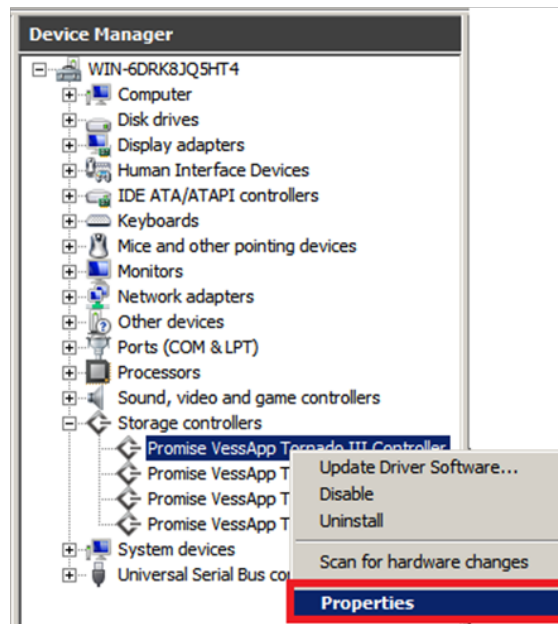 Device Manager
WIN-6DRK8JQ5HT4
Computer
Disk drives
Display adapters
Human Interface Devices
IDE ATA/ATAPI controllers
Keyboards
Mice and other pointing devices
Monitors
Network adapters
Other devices
Ports (COM & LPT)
Processors
Sound, video and game controllers
Storage controllers
Promise VessApp Tornado III Controller
Promise VessApp T
Promise VessApp T
Promise VessApp T
System devices
Universal Serial Bus co
Update Driver Software...
Disable
Uninstall
Scan for hardware changes
Properties